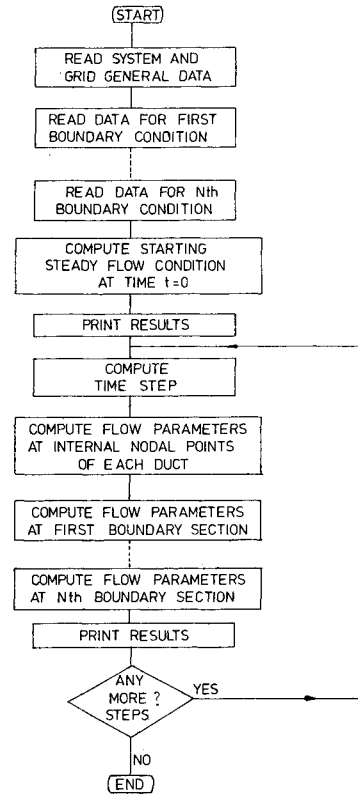 START
READ SYSTEM AND
GRID GENERAL DATA
READ DATA FOR FIRST
BOUNDARY CONDITION
READ DATA FOR Nth
BOUNDARY CONDITION
COMPUTE STARTING
STEADY FLOW CONDITION
AT TIME t=0
PRINT RESULTS
COMPUTE
TIME STEP
COMPUTE FLOW PARAMETERS
AT INTERNAL NODAL POINTS
OF EACH DUCT
COMPUTE FLOW PARAMETERS
AT FIRST BOUNDARY SECTION
COMPUTE FLOW PARAMETERS
AT Nth BOUNDARY SECTION
PRINT RESULTS
ANY
MORE ?
STEPS
YES
NO
END